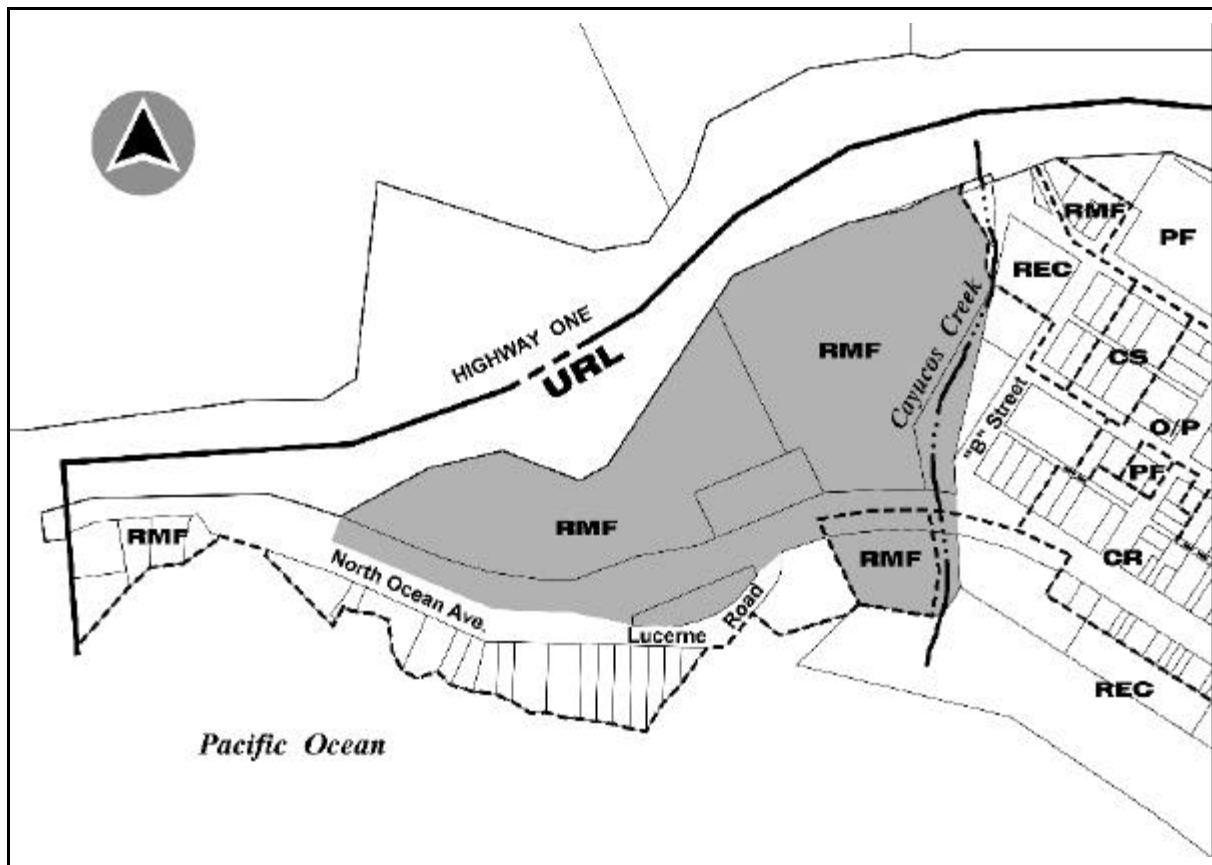 RMF
PF
REC
HIGHWAY ONE
URL
RMF
Cayucos Creek
CS
"B" Street
O/P
PF
RMF
RMF
RMF
CR
North Ocean Ave.
Lucerne Road
REC
Pacific Ocean